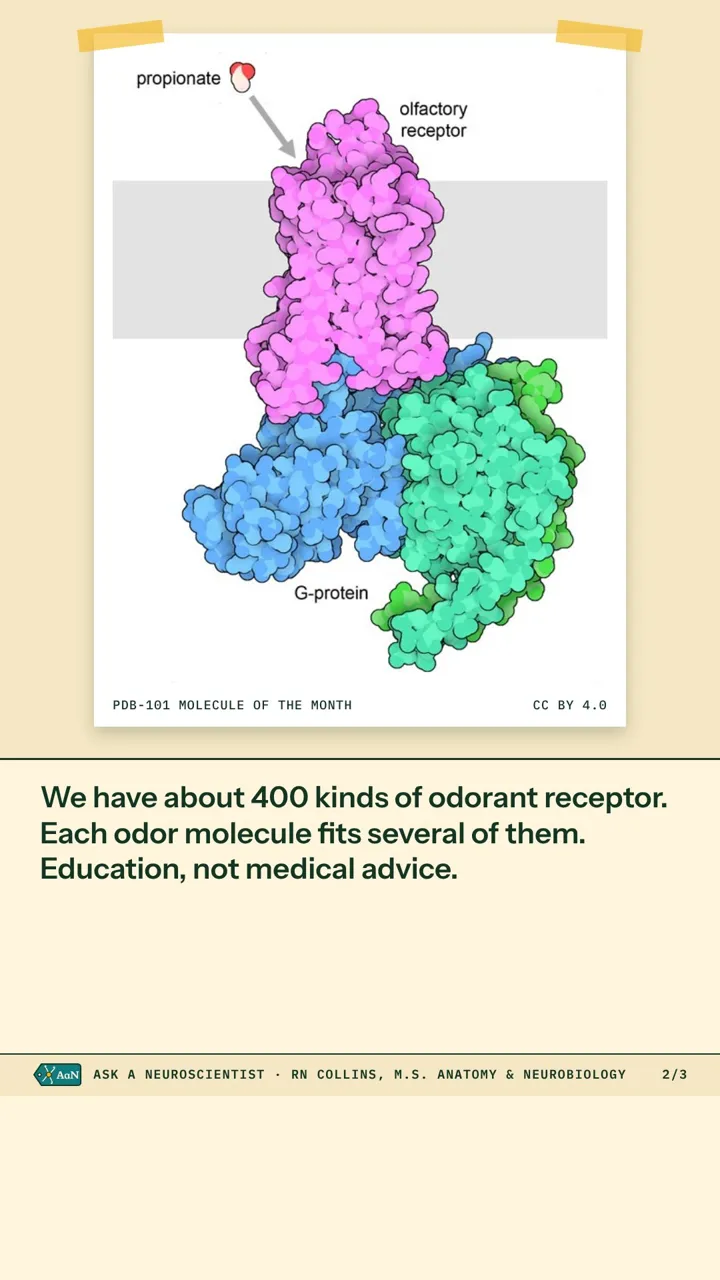 propionate
olfactory
receptor
G-protein
PDB-101 MOLECULE OF THE MONTH
CC BY 4.0
We have about 400 kinds of odorant receptor.
Each odor molecule fits several of them.
Education, not medical advice.
AaN
ASK A NEUROSCIENTIST · RN COLLINS, M.S. ANATOMY & NEUROBIOLOGY
2/3